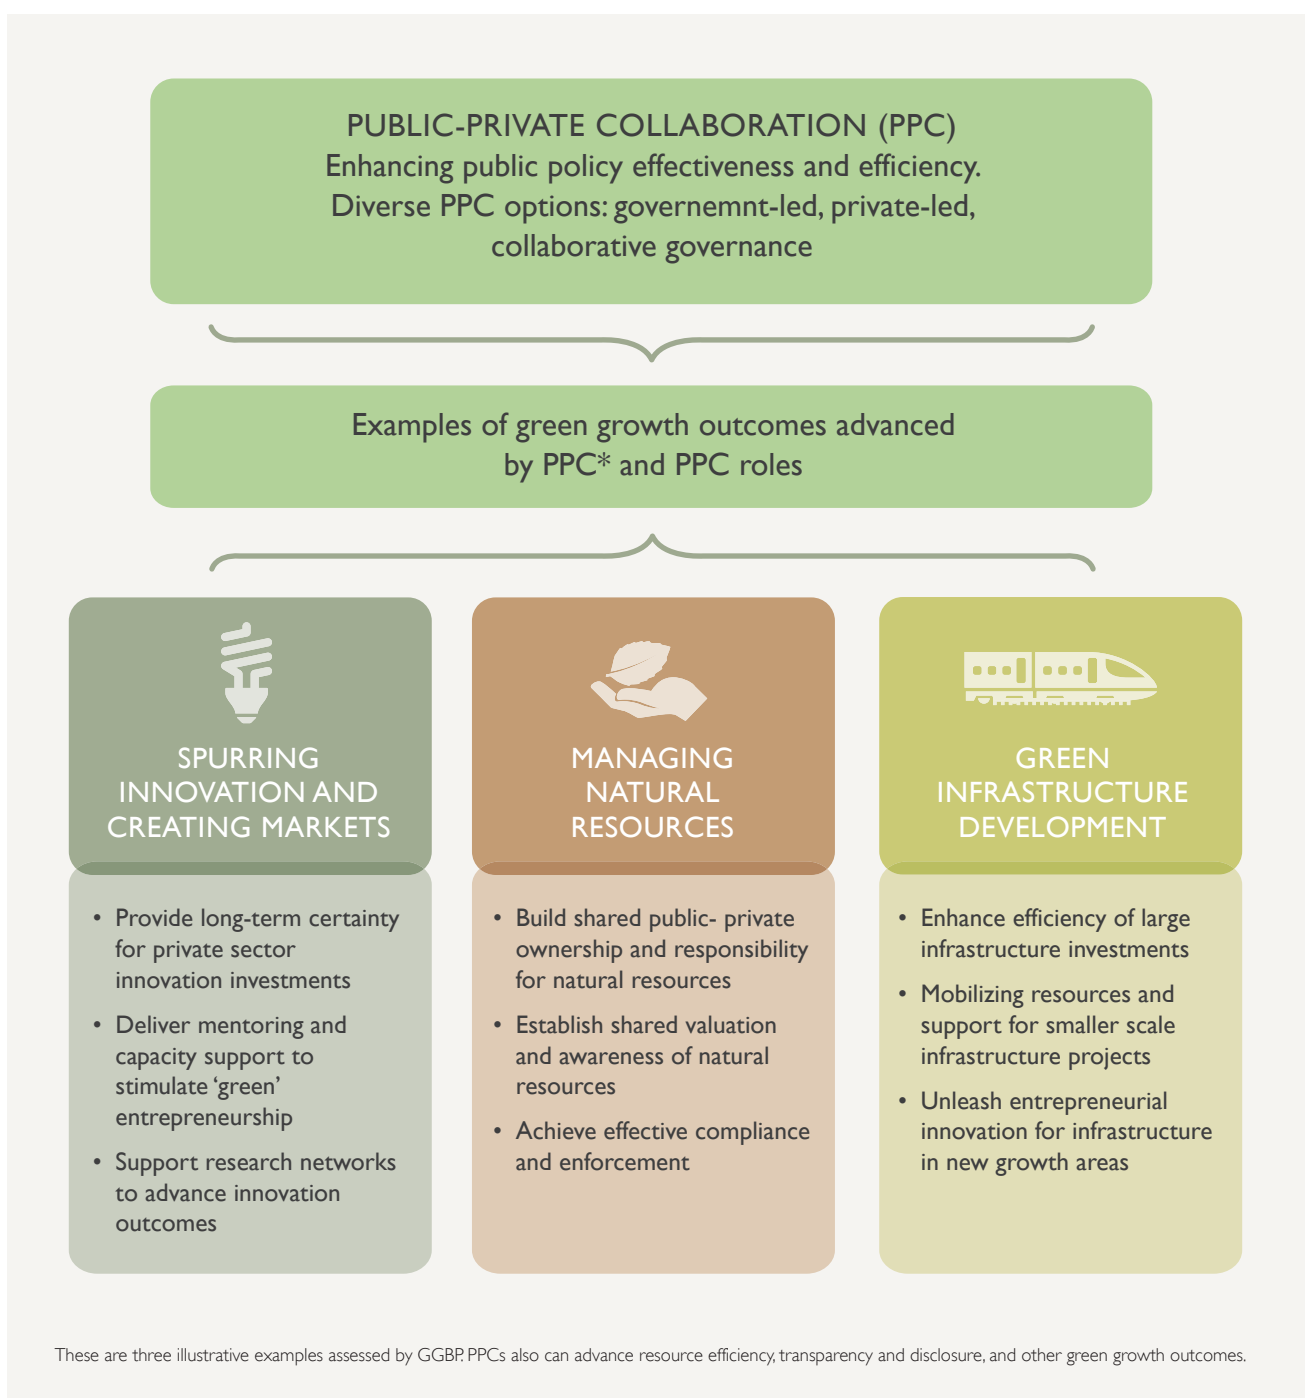 PUBLIC-PRIVATE COLLABORATION (PPC)
Enhancing public policy effectiveness and efficiency.
Diverse PPC options: governemnt-led, private-led,
collaborative governance
Examples of green growth outcomes advanced
by PPC* and PPC roles
SPURRING
INNOVATION AND
CREATING MARKETS
• Provide long-term certainty
for private sector
innovation investments
• Deliver mentoring and
capacity support to
stimulate ‘green’
entrepreneurship
• Support research networks
to advance innovation
outcomes
MANAGING
NATURAL
RESOURCES
• Build shared public- private
ownership and responsibility
for natural resources
• Establish shared valuation
and awareness of natural
resources
• Achieve effective compliance
and enforcement
GREEN
INFRASTRUCTURE
DEVELOPMENT
• Enhance efficiency of large
infrastructure investments
• Mobilizing resources and
support for smaller scale
infrastructure projects
• Unleash entrepreneurial
innovation for infrastructure
in new growth areas
These are three illustrative examples assessed by GGBP. PPCs also can advance resource efficiency, transparency and disclosure, and other green growth outcomes.